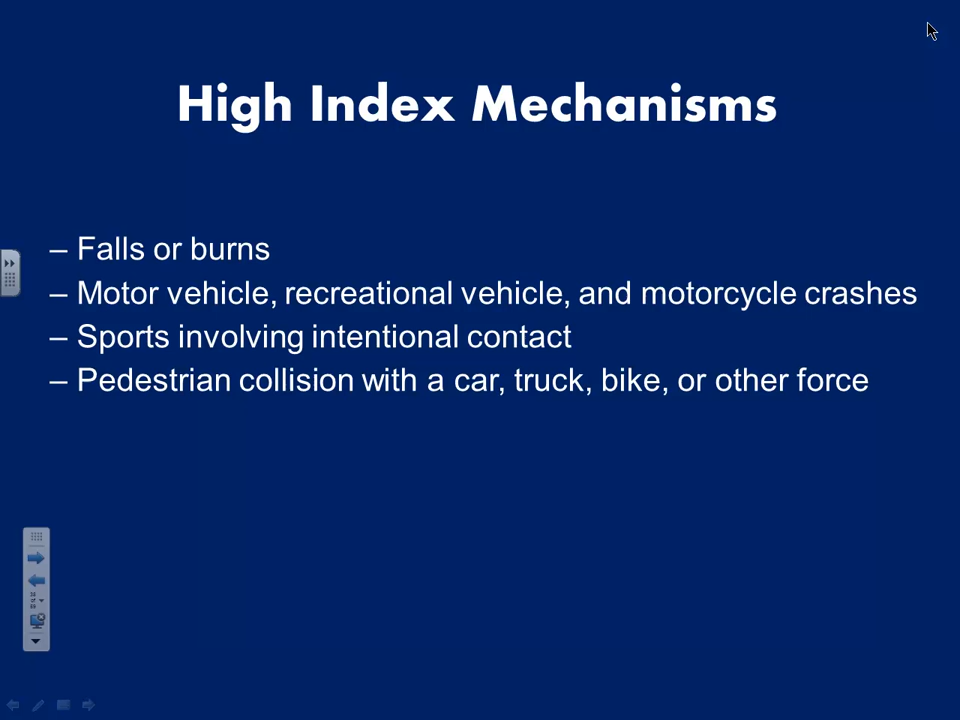 High Index Mechanisms
– Falls or burns
– Motor vehicle, recreational vehicle, and motorcycle crashes
– Sports involving intentional contact
– Pedestrian collision with a car, truck, bike, or other force